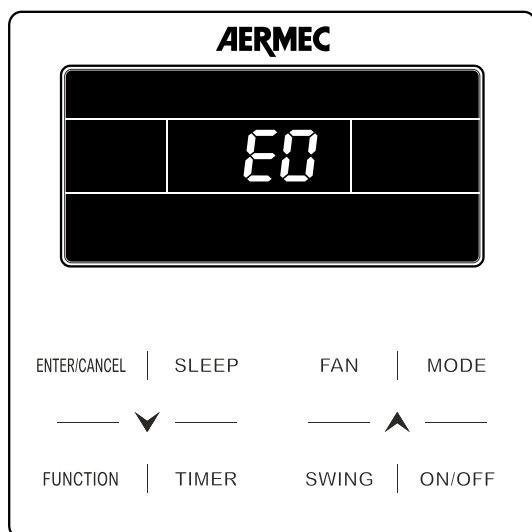 AERMEC
E0
ENTER/CANCEL SLEEP FAN MODE
FUNCTION TIMER SWING ON/OFF